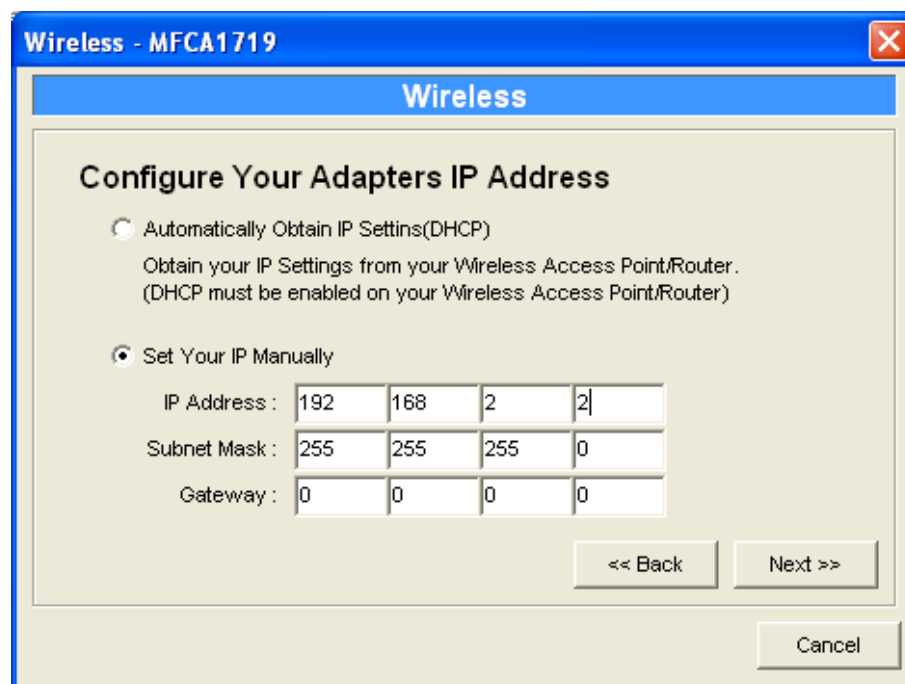 Wireless - MFCA1719
Wireless
Configure Your Adapters IP Address
Automatically Obtain IP Settins(DHCP)
Obtain your IP Settings from your Wireless Access Point/Router.
(DHCP must be enabled on your Wireless Access Point/Router)
Set Your IP Manually
IP Address : 192 168 2 2
Subnet Mask : 255 255 255 0
Gateway : 0 0 0 0
<< Back Next >>
Cancel